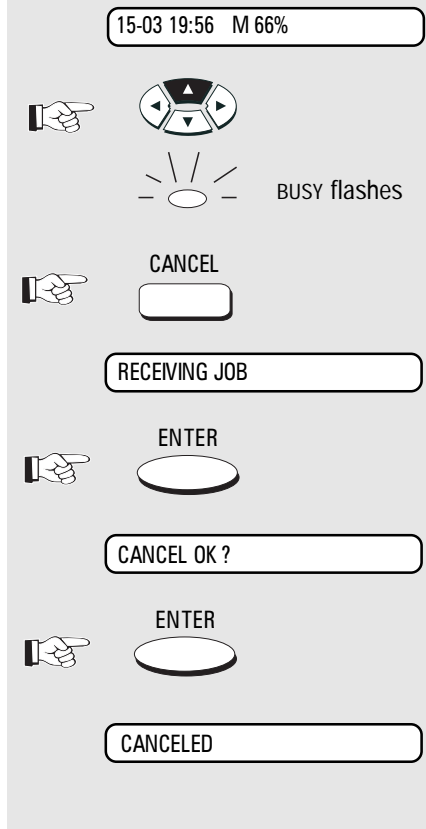 15-03 19:56 M 66%
BUSY flashes
CANCEL
RECEIVING JOB
ENTER
CANCEL OK ?
ENTER
CANCELED